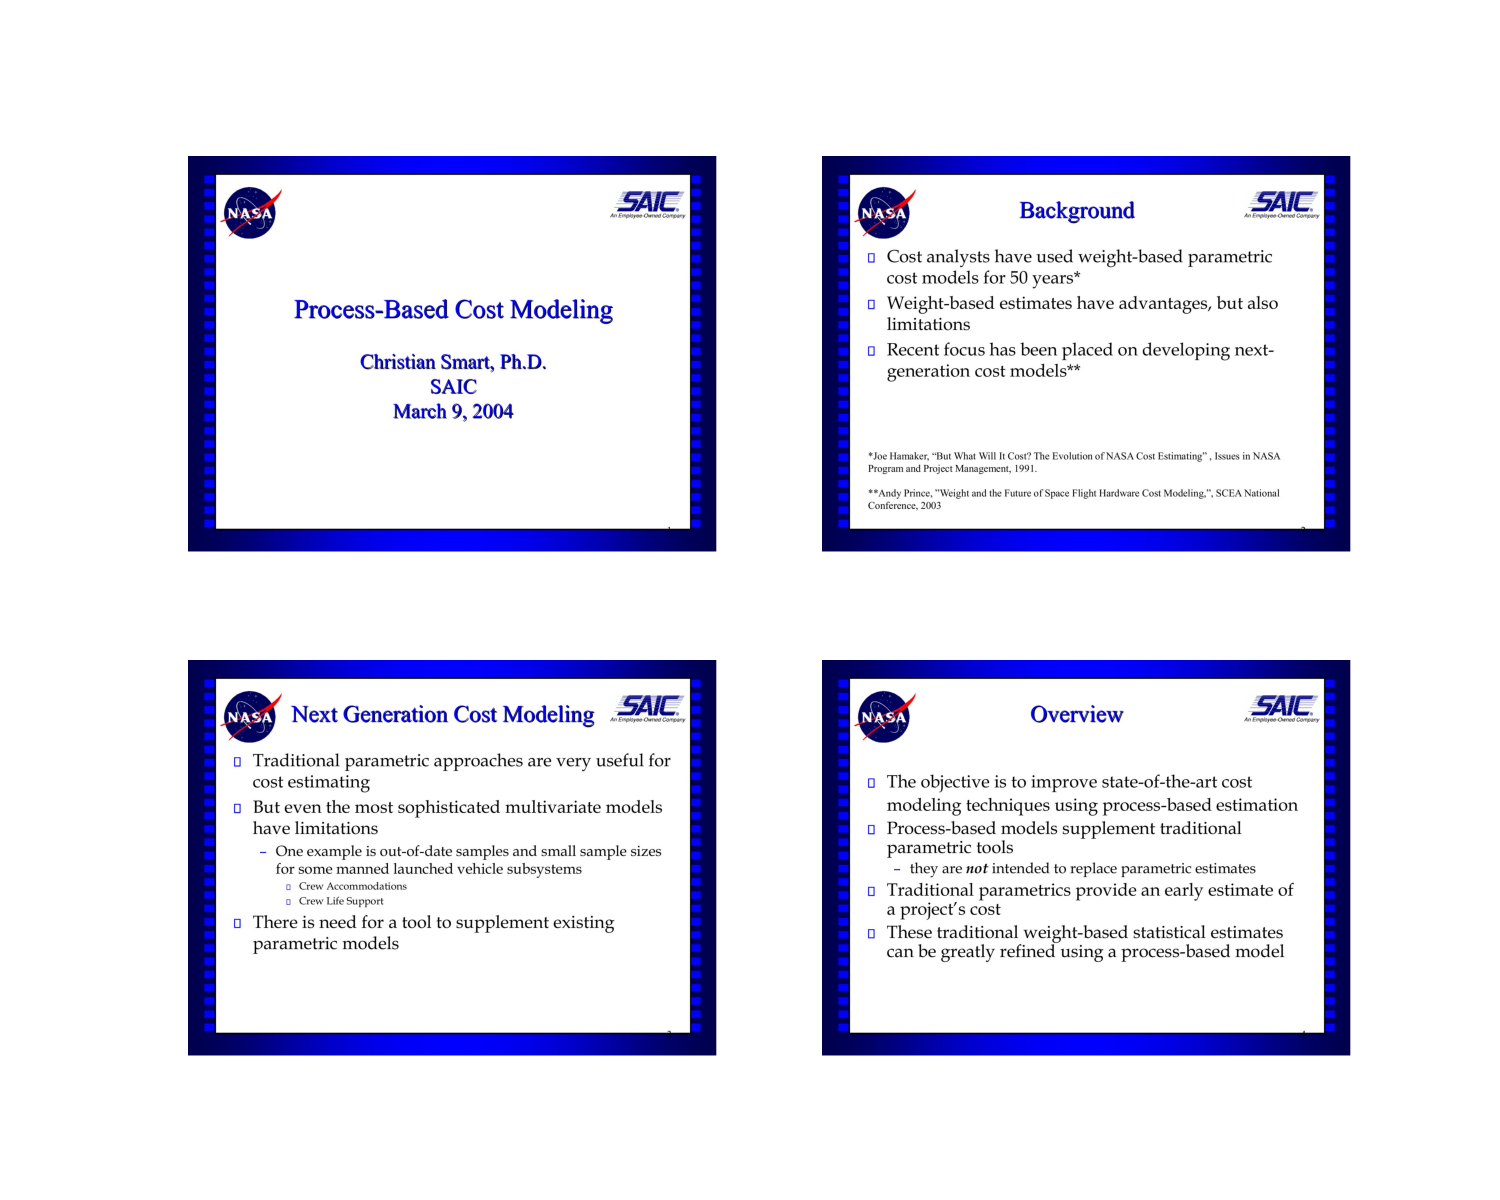 NASA
SAIC
An Employee-Owned Company
Process-Based Cost Modeling
Christian Smart, Ph.D.
SAIC
March 9, 2004
NASA
Background
SAIC
An Employee-Owned Company
Cost analysts have used weight-based parametric
cost models for 50 years*
Weight-based estimates have advantages, but also
limitations
Recent focus has been placed on developing next-
generation cost models**
*Joe Hamaker, “But What Will It Cost? The Evolution of NASA Cost Estimating” , Issues in NASA
Program and Project Management, 1991.
**Andy Prince, ”Weight and the Future of Space Flight Hardware Cost Modeling,”, SCEA National
Conference, 2003
NASA
Next Generation Cost Modeling
SAIC
An Employee-Owned Company
Traditional parametric approaches are very useful for
cost estimating
But even the most sophisticated multivariate models
have limitations
– One example is out-of-date samples and small sample sizes
for some manned launched vehicle subsystems
Crew Accommodations
Crew Life Support
There is need for a tool to supplement existing
parametric models
NASA
Overview
SAIC
An Employee-Owned Company
The objective is to improve state-of-the-art cost
modeling techniques using process-based estimation
Process-based models supplement traditional
parametric tools
– they are not intended to replace parametric estimates
Traditional parametrics provide an early estimate of
a project’s cost
These traditional weight-based statistical estimates
can be greatly refined using a process-based model